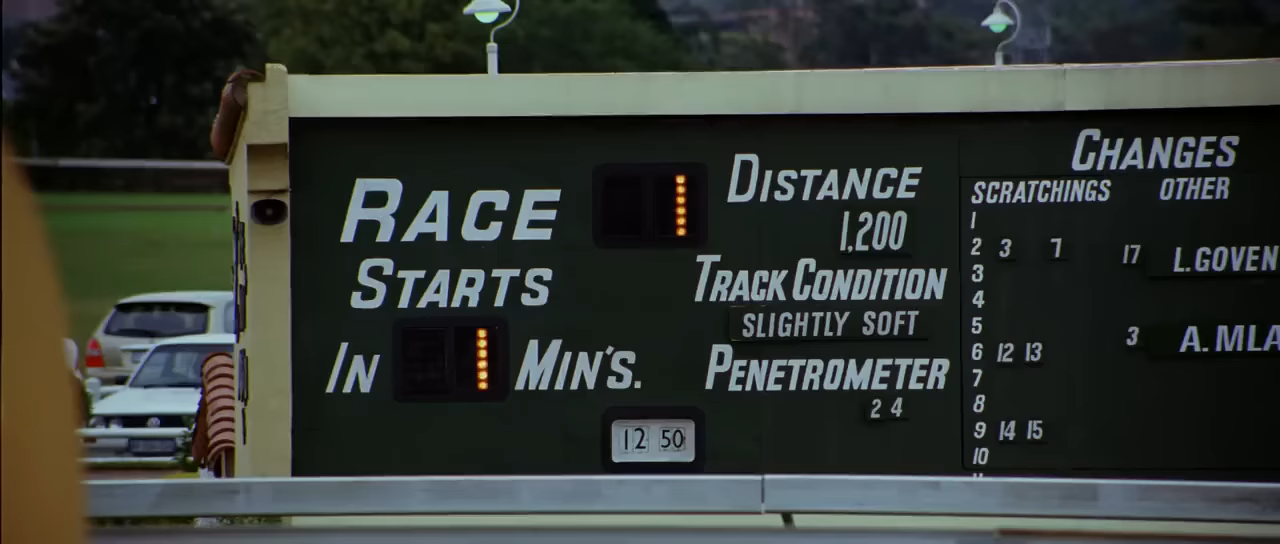 RACE 1
STARTS
IN 1 MIN'S.
12 50
DISTANCE
1.200
TRACK CONDITION
SLIGHTLY SOFT
PENETROMETER
2 4
CHANGES
SCRATCHINGS OTHER
1
2 3 7 17 L.GOVEN
3
4
5
6 12 13 3 A.MLA
7
8
9 14 15
10